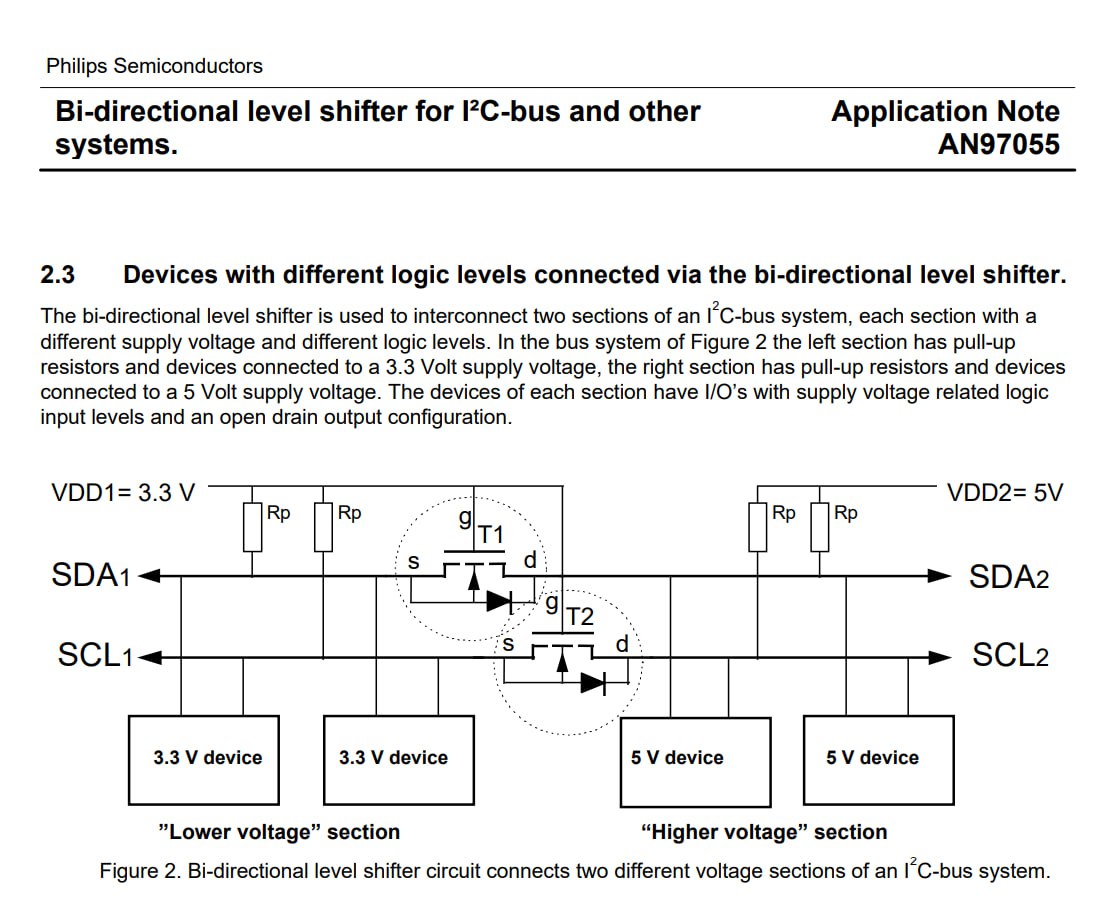 Philips Semiconductors
Bi-directional level shifter for I²C-bus and other
systems.
Application Note
AN97055
2.3 Devices with different logic levels connected via the bi-directional level shifter.
The bi-directional level shifter is used to interconnect two sections of an I²C-bus system, each section with a
different supply voltage and different logic levels. In the bus system of Figure 2 the left section has pull-up
resistors and devices connected to a 3.3 Volt supply voltage, the right section has pull-up resistors and devices
connected to a 5 Volt supply voltage. The devices of each section have I/O's with supply voltage related logic
input levels and an open drain output configuration.
VDD1= 3.3 V
Rp
Rp
g
T1
s
d
Rp
Rp
VDD2= 5V
SDA1
SDA2
g
T2
s
d
SCL1
SCL2
3.3 V device
3.3 V device
5 V device
5 V device
”Lower voltage” section
“Higher voltage” section
Figure 2. Bi-directional level shifter circuit connects two different voltage sections of an I²C-bus system.